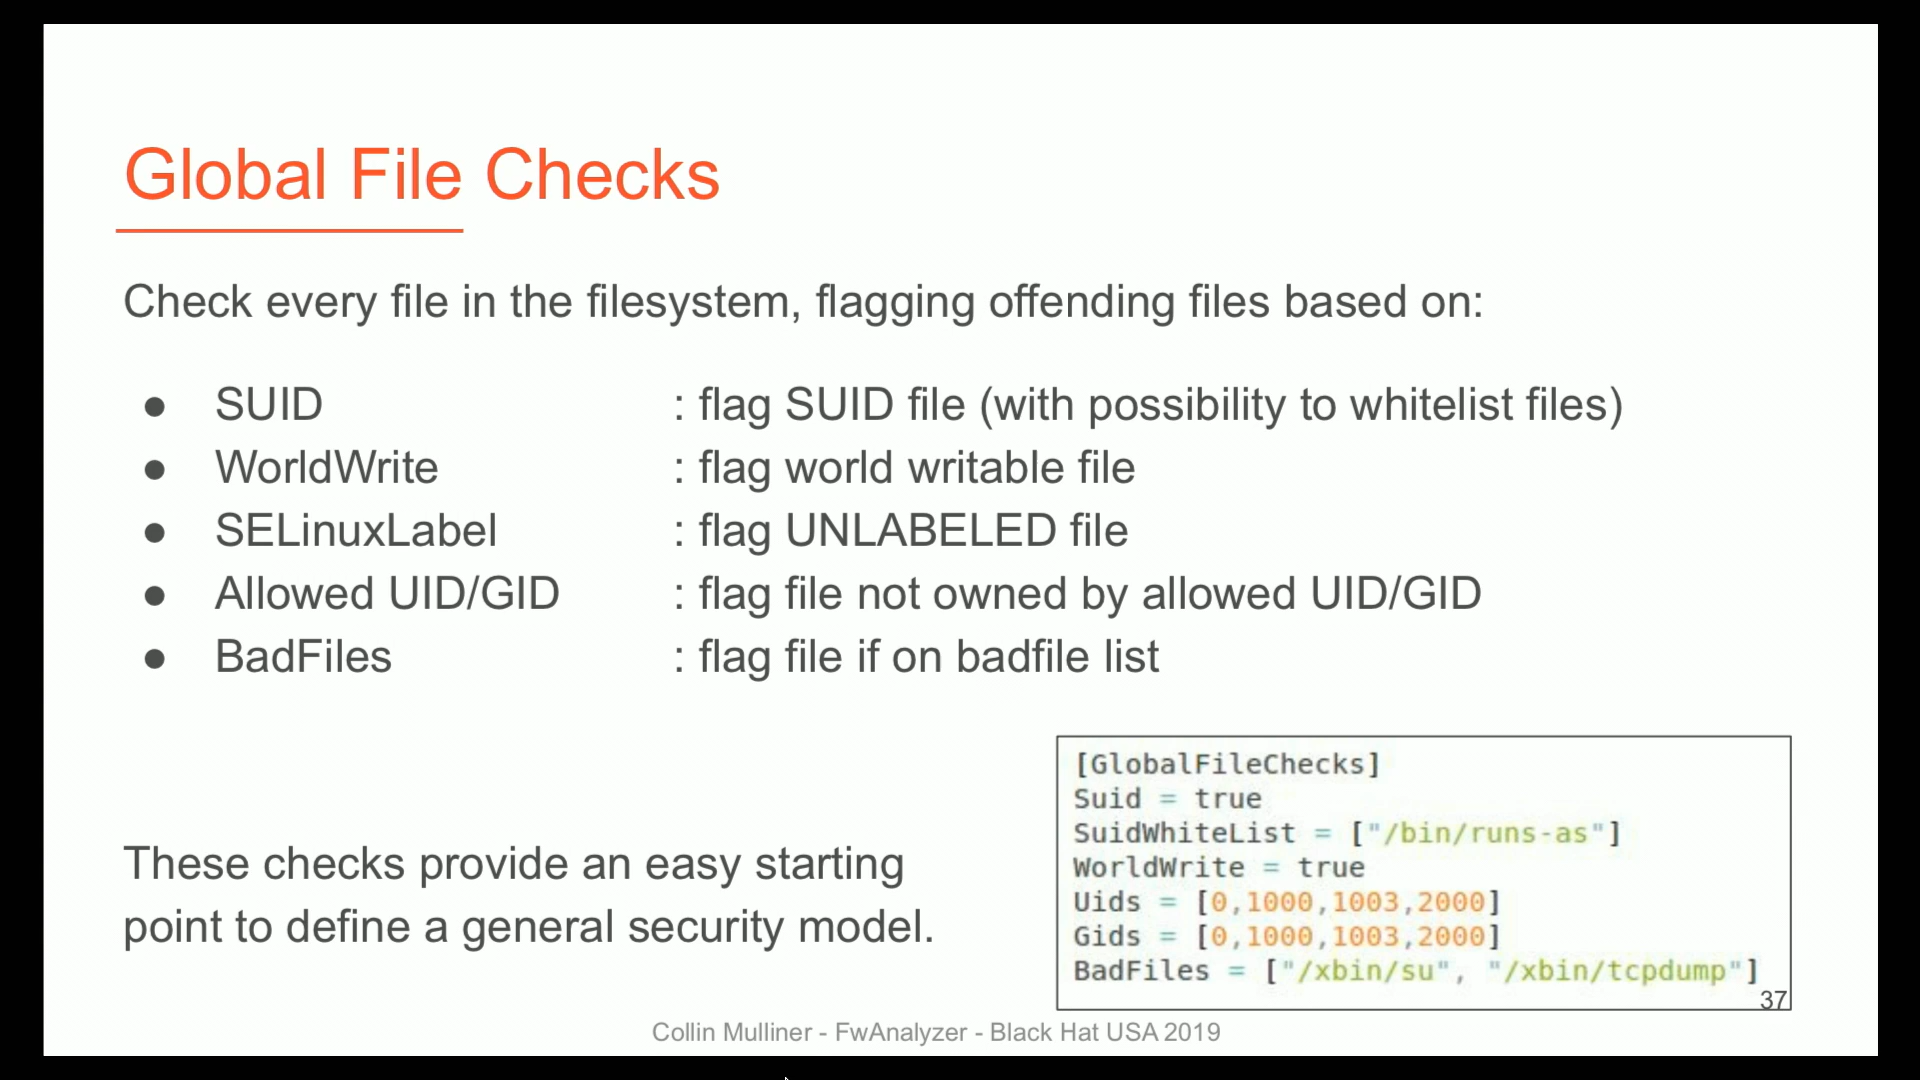 Global File Checks
Check every file in the filesystem, flagging offending files based on:
● SUID : flag SUID file (with possibility to whitelist files)
● WorldWrite : flag world writable file
● SELinuxLabel : flag UNLABELED file
● Allowed UID/GID : flag file not owned by allowed UID/GID
● BadFiles : flag file if on badfile list
These checks provide an easy starting
point to define a general security model.
[GlobalFileChecks]
Suid = true
SuidWhiteList = ["/bin/runs-as"]
WorldWrite = true
Uids = [0,1000,1003,2000]
Gids = [0,1000,1003,2000]
BadFiles = ["/xbin/su", "/xbin/tcpdump"]
37
Collin Mulliner - FwAnalyzer - Black Hat USA 2019